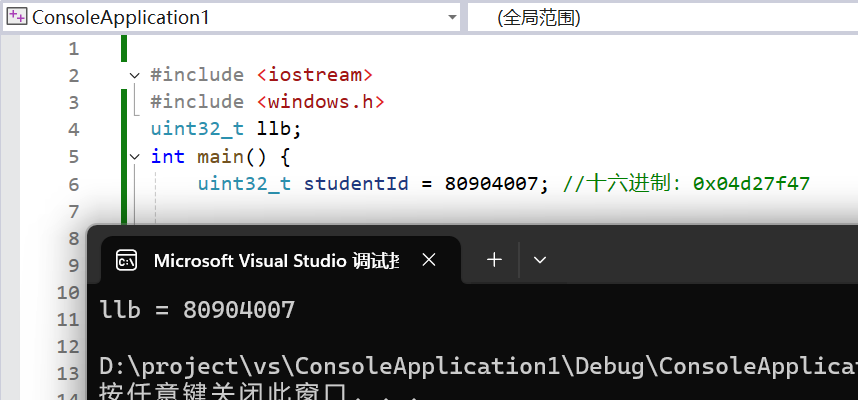 ConsoleApplication1 (全局范围)
1
2 #include <iostream>
3 #include <windows.h>
4 uint32_t llb;
5 int main() {
6 uint32_t studentId = 80904007; //十六进制: 0x04d27f47
7
8
9
10
11
12
13
Microsoft Visual Studio 调试
llb = 80904007
D:\project\vs\ConsoleApplication1\Debug\ConsoleApplicat
按任意键关闭此窗口. . .